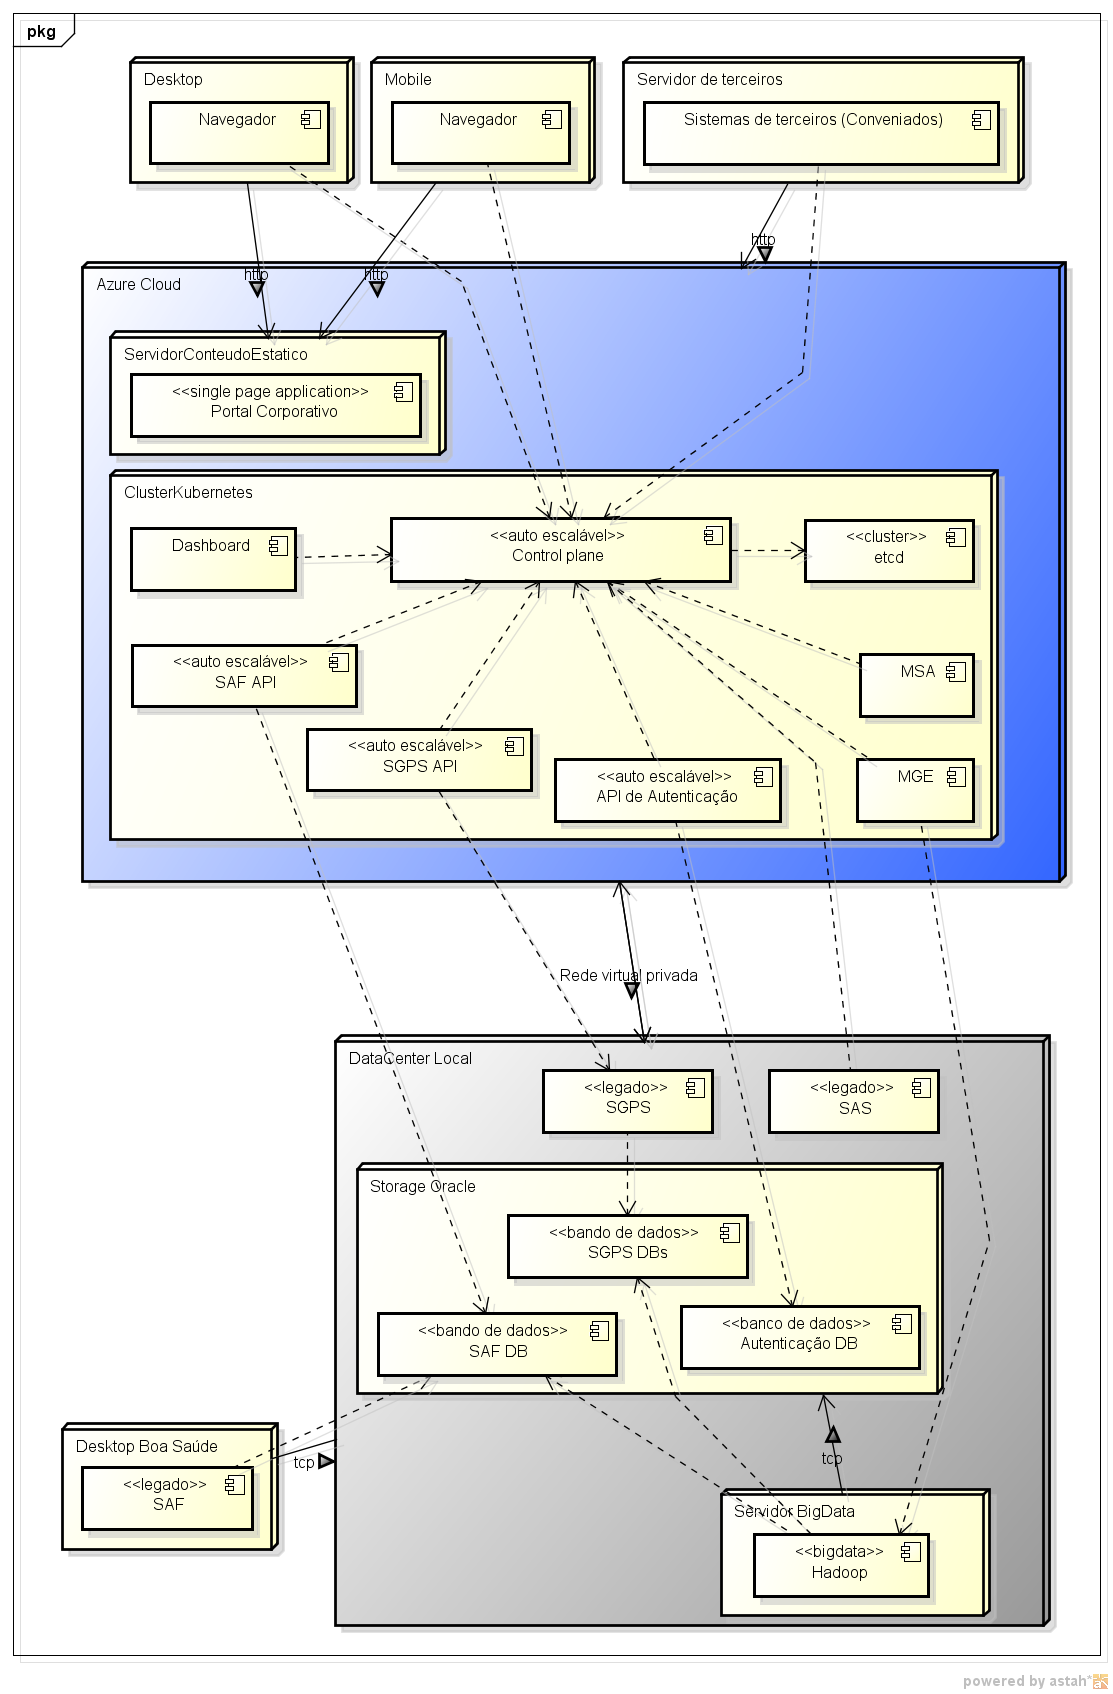 pkg
Desktop
Navegador
Mobile
Navegador
Servidor de terceiros
Sistemas de terceiros (Conveniados)
http
http
http
Azure Cloud
ServidorConteudoEstatico
<<single page application>>
Portal Corporativo
ClusterKubernetes
Dashboard
<<auto escalável>>
Control plane
<<cluster>>
etcd
<<auto escalável>>
SAF API
MSA
<<auto escalável>>
SGPS API
<<auto escalável>>
API de Autenticação
MGE
Rede virtual privada
DataCenter Local
<<legado>>
SGPS
<<legado>>
SAS
Storage Oracle
<<bando de dados>>
SGPS DBs
<<bando de dados>>
SAF DB
<<banco de dados>>
Autenticação DB
Desktop Boa Saúde
<<legado>>
SAF
tcp
tcp
Servidor BigData
<<bigdata>>
Hadoop
powered by astah*